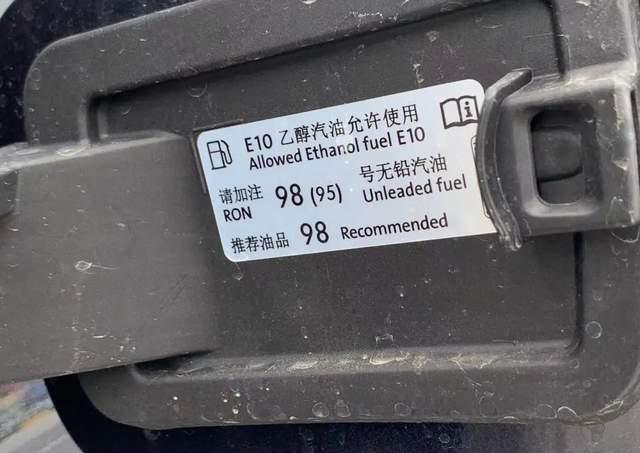 E10 乙醇汽油允许使用
Allowed Ethanol fuel E10
请加注 98 (95) 号无铅汽油
RON Unleaded fuel
推荐油品 98 Recommended